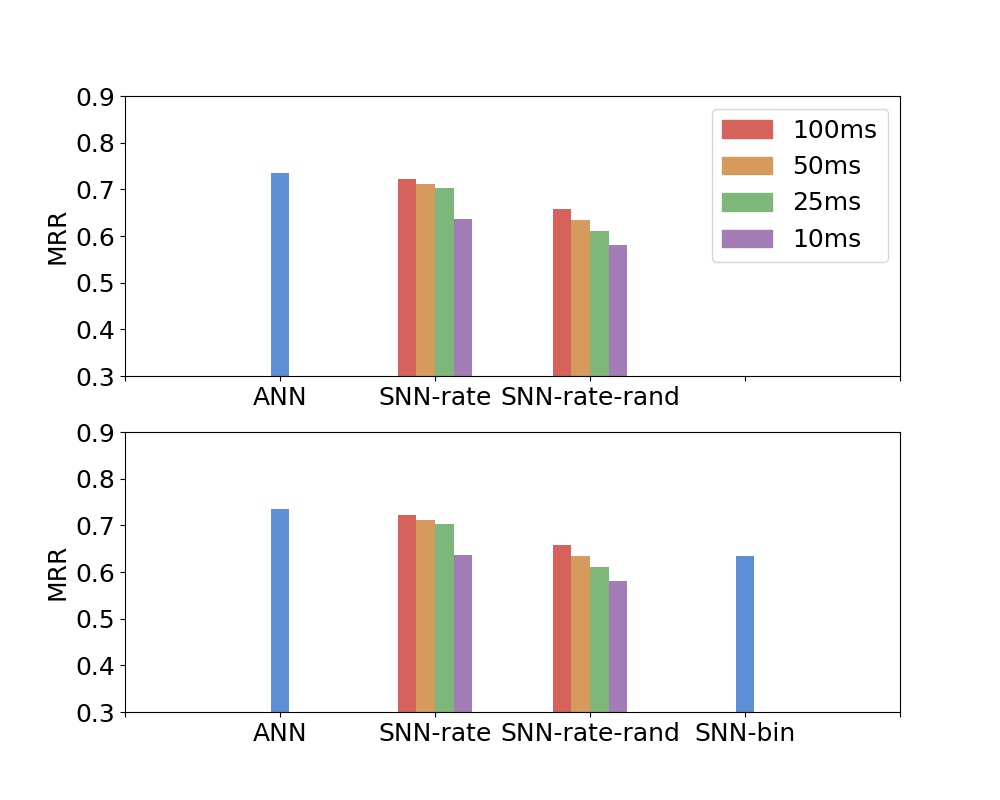 0.9
0.8
0.7
0.6
0.5
0.4
0.3
MRR
100ms
50ms
25ms
10ms
ANN SNN-rate SNN-rate-rand
0.9
0.8
0.7
0.6
0.5
0.4
0.3
MRR
ANN SNN-rate SNN-rate-rand SNN-bin